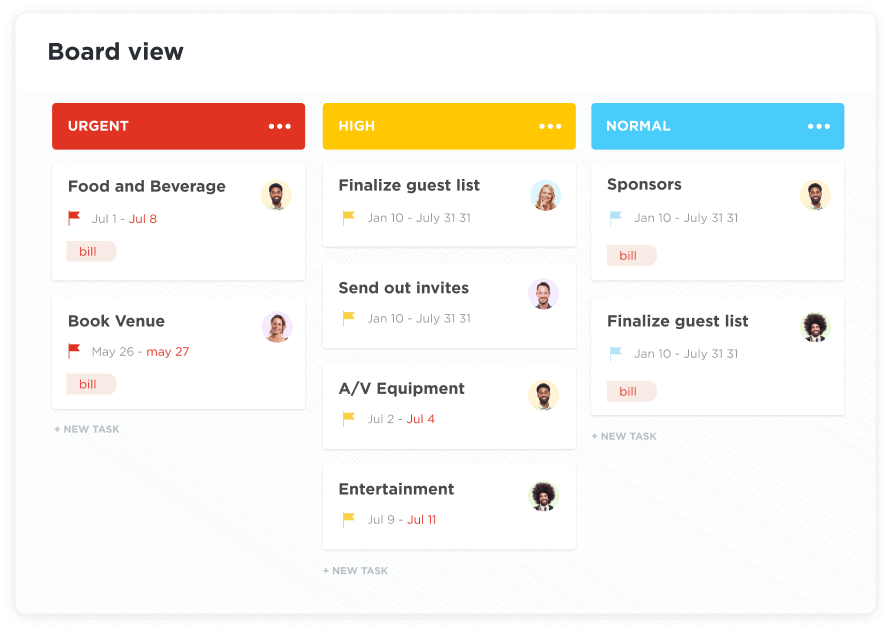 Board view
URGENT
Food and Beverage
Jul 1 - Jul 8
bill
Book Venue
May 26 - may 27
bill
+ NEW TASK
HIGH
Finalize guest list
Jan 10 - July 31 31
Send out invites
Jan 10 - July 31 31
A/V Equipment
Jul 2 - Jul 4
Entertainment
Jul 9 - Jul 11
+ NEW TASK
NORMAL
Sponsors
Jan 10 - July 31 31
bill
Finalize guest list
Jan 10 - July 31 31
bill
+ NEW TASK